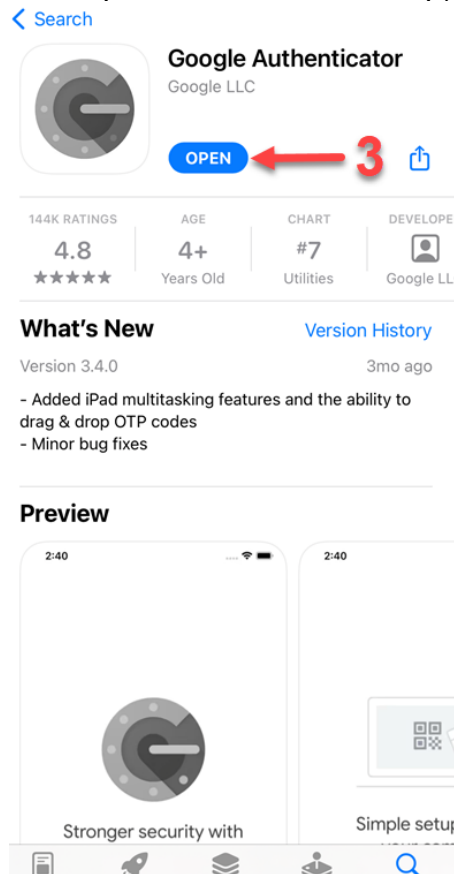 Search
Google Authenticator
Google LLC
OPEN
3
144K RATINGS
AGE
CHART
DEVELOPE
4.8
4+
#7
★★★★★
Years Old
Utilities
Google LL
What's New
Version History
Version 3.4.0
3mo ago
- Added iPad multitasking features and the ability to
drag & drop OTP codes
- Minor bug fixes
Preview
2:40
2:40
Stronger security with
Simple setup